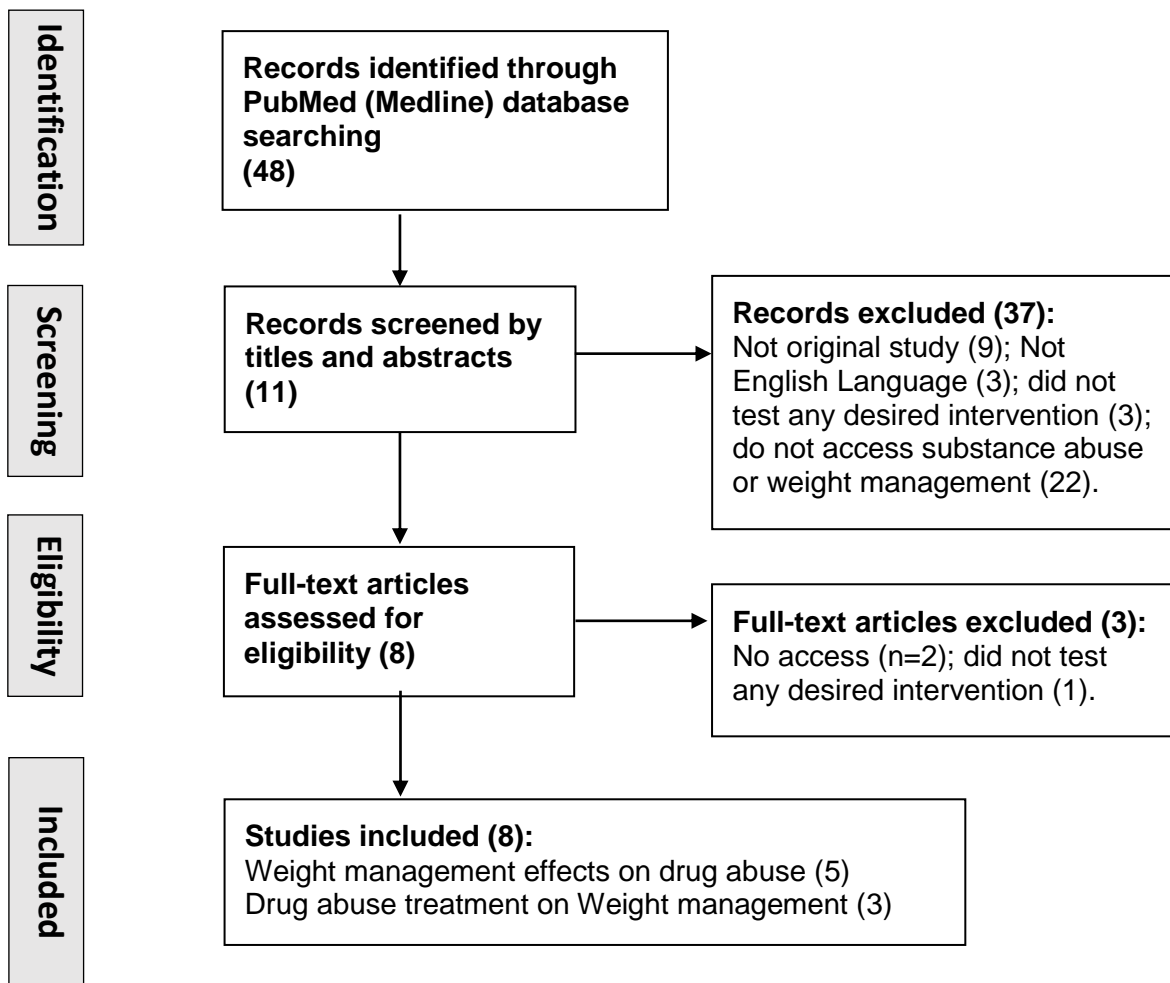 Identification
Records identified through
PubMed (Medline) database
searching
(48)
Screening
Records screened by
titles and abstracts
(11)
Records excluded (37):
Not original study (9); Not
English Language (3); did not
test any desired intervention (3);
do not access substance abuse
or weight management (22).
Eligibility
Full-text articles
assessed for
eligibility (8)
Full-text articles excluded (3):
No access (n=2); did not test
any desired intervention (1).
Included
Studies included (8):
Weight management effects on drug abuse (5)
Drug abuse treatment on Weight management (3)